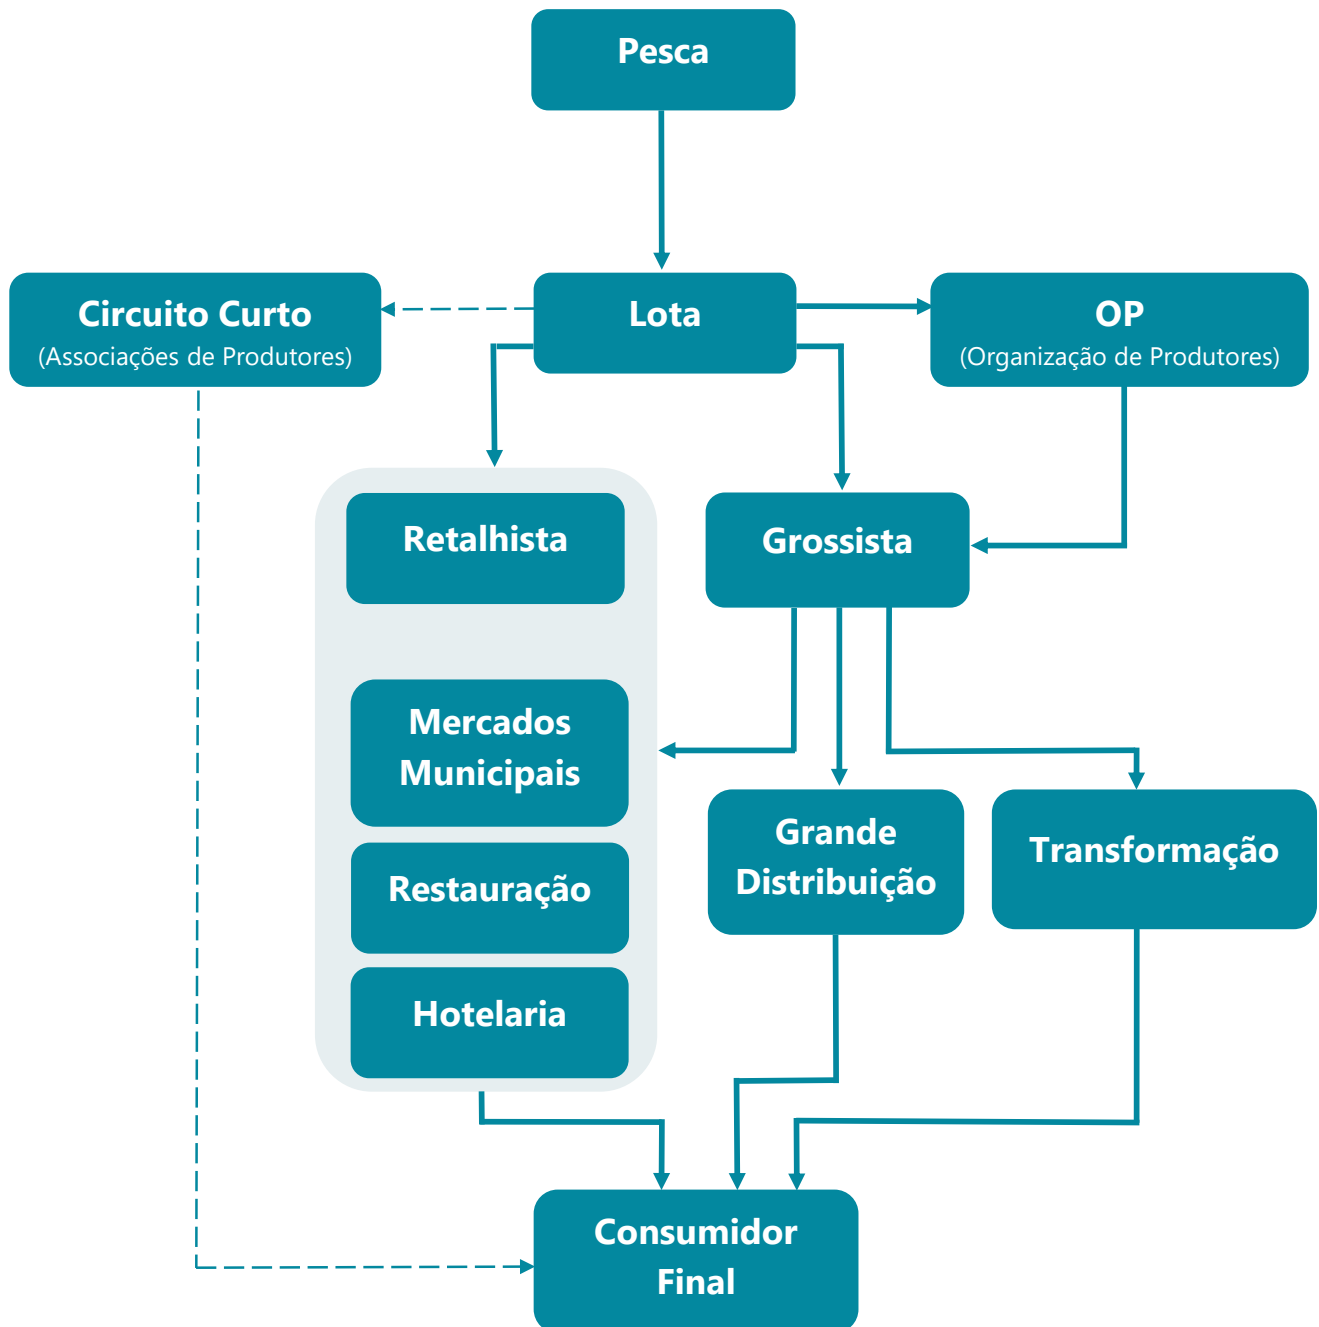 Pesca
Circuito Curto
(Associações de Produtores)
Lota
OP
(Organização de Produtores)
Retalhista
Grossista
Mercados
Municipais
Grande
Distribuição
Transformação
Restauração
Hotelaria
Consumidor
Final